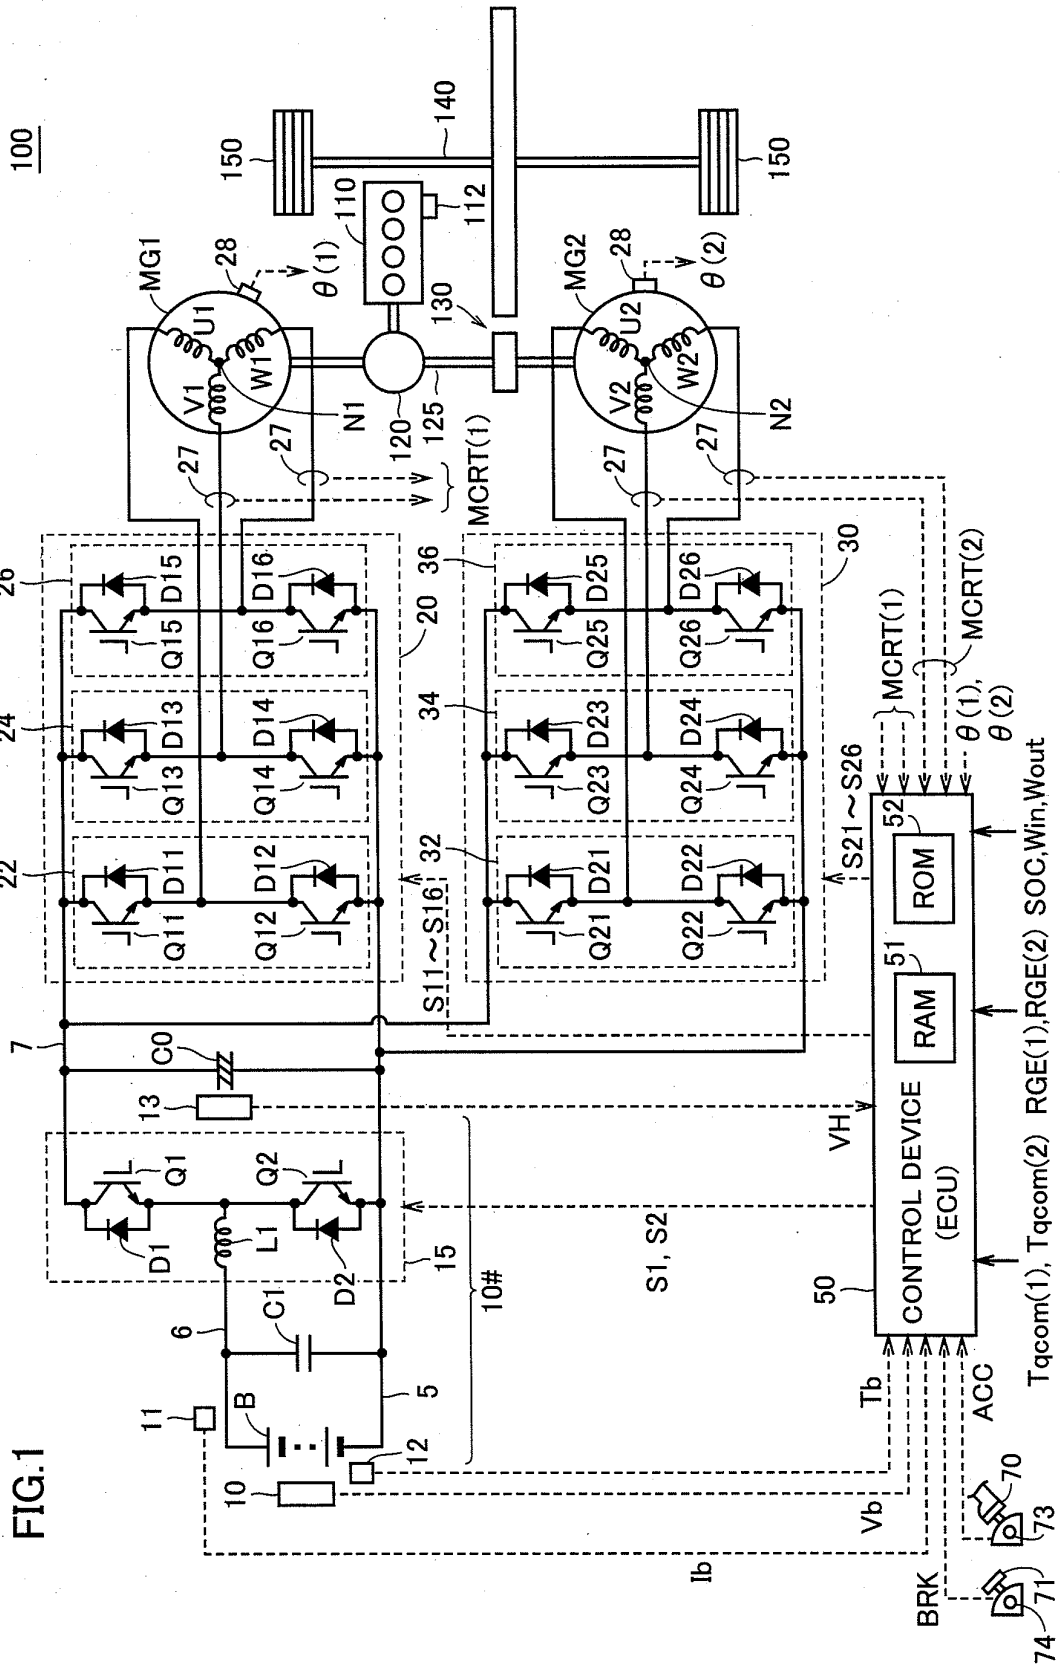 FIG.1
100
10
11
12
B
5
6
C1
10#
15
D1
Q1
L1
D2
Q2
13
C0
7
22
Q11
D11
Q12
D12
24
Q13
D13
Q14
D14
26
Q15
D15
Q16
D16
20
S11~S16
32
Q21
D21
Q22
D22
34
Q23
D23
Q24
D24
36
Q25
D25
Q26
D26
30
S21~S26
27
27
MCRT(1)
27
27
MG1
U1
V1
W1
N1
28
θ(1)
MG2
U2
V2
W2
N2
28
θ(2)
110
112
120
125
130
140
150
150
Ib
Vb
Tb
BRK
ACC
S1, S2
VH
50
CONTROL DEVICE
(ECU)
RAM
51
ROM
52
MCRT(1)
MCRT(2)
θ(1),
θ(2)
Tqcom(1), Tqcom(2)
RGE(1),RGE(2)
SOC,Win,Wout
70
73
71
74